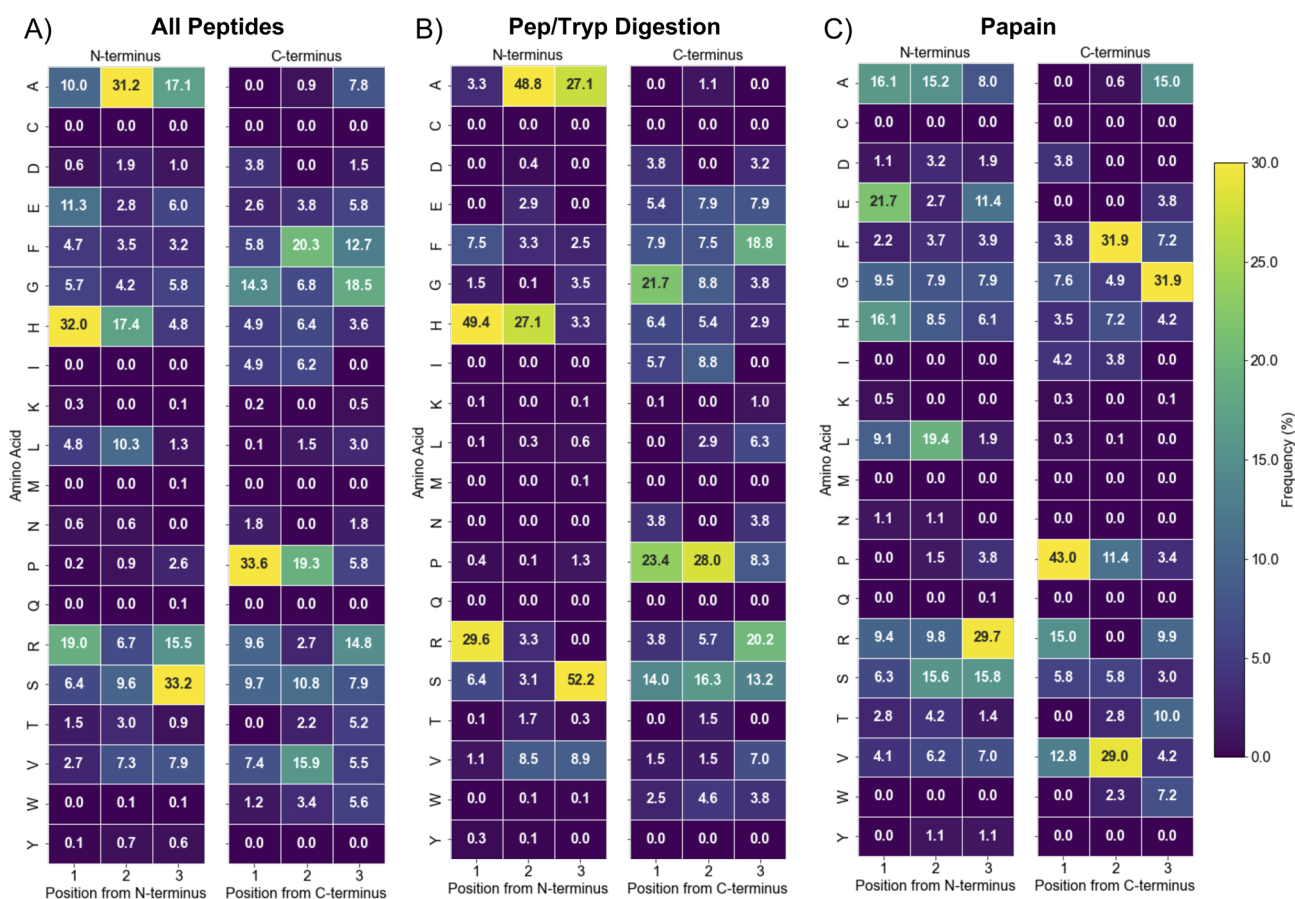 A) All Peptides
B) Pep/Tryp Digestion
C) Papain
N-terminus C-terminus N-terminus C-terminus N-terminus C-terminus
A 10.0 31.2 17.1 0.0 0.9 7.8 A 3.3 48.8 27.1 0.0 1.1 0.0 A 16.1 15.2 8.0 0.0 0.6 15.0
C 0.0 0.0 0.0 0.0 0.0 0.0 C 0.0 0.0 0.0 0.0 0.0 0.0 C 0.0 0.0 0.0 0.0 0.0 0.0
D 0.6 1.9 1.0 3.8 0.0 1.5 D 0.0 0.4 0.0 3.8 0.0 3.2 D 1.1 3.2 1.9 3.8 0.0 0.0
E 11.3 2.8 6.0 2.6 3.8 5.8 E 0.0 2.9 0.0 5.4 7.9 7.9 E 21.7 2.7 11.4 0.0 0.0 3.8
F 4.7 3.5 3.2 5.8 20.3 12.7 F 7.5 3.3 2.5 7.9 7.5 18.8 F 2.2 3.7 3.9 3.8 31.9 7.2
G 5.7 4.2 5.8 14.3 6.8 18.5 G 1.5 0.1 3.5 21.7 8.8 3.8 G 9.5 7.9 7.9 7.6 4.9 31.9
H 32.0 17.4 4.8 4.9 6.4 3.6 H 49.4 27.1 3.3 6.4 5.4 2.9 H 16.1 8.5 6.1 3.5 7.2 4.2
I 0.0 0.0 0.0 4.9 6.2 0.0 I 0.0 0.0 0.0 5.7 8.8 0.0 I 0.0 0.0 0.0 4.2 3.8 0.0
K 0.3 0.0 0.1 0.2 0.0 0.5 K 0.1 0.0 0.1 0.1 0.0 1.0 K 0.5 0.0 0.0 0.3 0.0 0.1
L 4.8 10.3 1.3 0.1 1.5 3.0 L 0.1 0.3 0.6 0.0 2.9 6.3 L 9.1 19.4 1.9 0.3 0.1 0.0
M 0.0 0.0 0.1 0.0 0.0 0.0 M 0.0 0.0 0.1 0.0 0.0 0.0 M 0.0 0.0 0.0 0.0 0.0 0.0
N 0.6 0.6 0.0 1.8 0.0 1.8 N 0.0 0.0 0.0 3.8 0.0 3.8 N 1.1 1.1 0.0 0.0 0.0 0.0
P 0.2 0.9 2.6 33.6 19.3 5.8 P 0.4 0.1 1.3 23.4 28.0 8.3 P 0.0 1.5 3.8 43.0 11.4 3.4
Q 0.0 0.0 0.1 0.0 0.0 0.0 Q 0.0 0.0 0.0 0.0 0.0 0.0 Q 0.0 0.0 0.1 0.0 0.0 0.0
R 19.0 6.7 15.5 9.6 2.7 14.8 R 29.6 3.3 0.0 3.8 5.7 20.2 R 9.4 9.8 29.7 15.0 0.0 9.9
S 6.4 9.6 33.2 9.7 10.8 7.9 S 6.4 3.1 52.2 14.0 16.3 13.2 S 6.3 15.6 15.8 5.8 5.8 3.0
T 1.5 3.0 0.9 0.0 2.2 5.2 T 0.1 1.7 0.3 0.0 1.5 0.0 T 2.8 4.2 1.4 0.0 2.8 10.0
V 2.7 7.3 7.9 7.4 15.9 5.5 V 1.1 8.5 8.9 1.5 1.5 7.0 V 4.1 6.2 7.0 12.8 29.0 4.2
W 0.0 0.1 0.1 1.2 3.4 5.6 W 0.0 0.1 0.1 2.5 4.6 3.8 W 0.0 0.0 0.0 0.0 2.3 7.2
Y 0.1 0.7 0.6 0.0 0.0 0.0 Y 0.3 0.1 0.0 0.0 0.0 0.0 Y 0.0 1.1 1.1 0.0 0.0 0.0
1 2 3 1 2 3 1 2 3 1 2 3 1 2 3 1 2 3
Position from N-terminus Position from C-terminus Position from N-terminus Position from C-terminus Position from N-terminus Position from C-terminus
Amino Acid
Amino Acid
Amino Acid
30.0
25.0
20.0
15.0
10.0
5.0
0.0
Frequency (%)